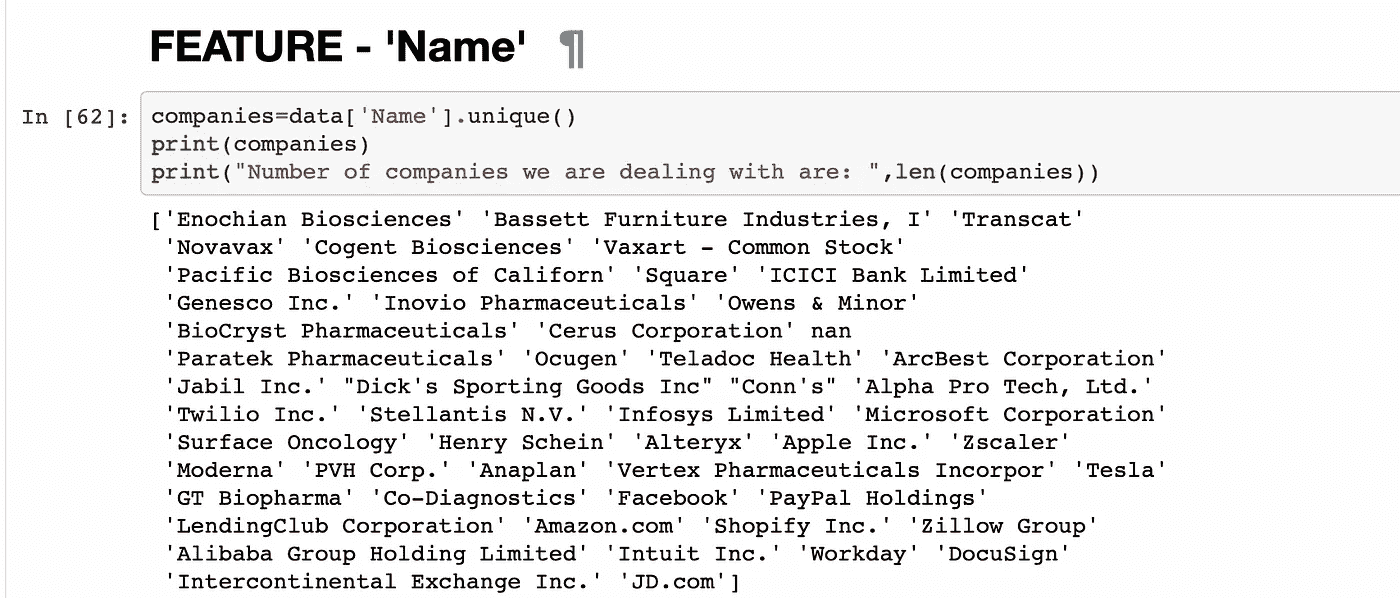 FEATURE - 'Name' ¶
In [62]: companies=data['Name'].unique()
print(companies)
print("Number of companies we are dealing with are: ",len(companies))
['Enochian Biosciences' 'Bassett Furniture Industries, I' 'Transcat'
'Novavax' 'Cogent Biosciences' 'Vaxart - Common Stock'
'Pacific Biosciences of Californ' 'Square' 'ICICI Bank Limited'
'Genesco Inc.' 'Inovio Pharmaceuticals' 'Owens & Minor'
'BioCryst Pharmaceuticals' 'Cerus Corporation' nan
'Paratek Pharmaceuticals' 'Ocugen' 'Teladoc Health' 'ArcBest Corporation'
'Jabil Inc.' "Dick's Sporting Goods Inc" "Conn's" 'Alpha Pro Tech, Ltd.'
'Twilio Inc.' 'Stellantis N.V.' 'Infosys Limited' 'Microsoft Corporation'
'Surface Oncology' 'Henry Schein' 'Alteryx' 'Apple Inc.' 'Zscaler'
'Moderna' 'PVH Corp.' 'Anaplan' 'Vertex Pharmaceuticals Incorpor' 'Tesla'
'GT Biopharma' 'Co-Diagnostics' 'Facebook' 'PayPal Holdings'
'LendingClub Corporation' 'Amazon.com' 'Shopify Inc.' 'Zillow Group'
'Alibaba Group Holding Limited' 'Intuit Inc.' 'Workday' 'DocuSign'
'Intercontinental Exchange Inc.' 'JD.com']